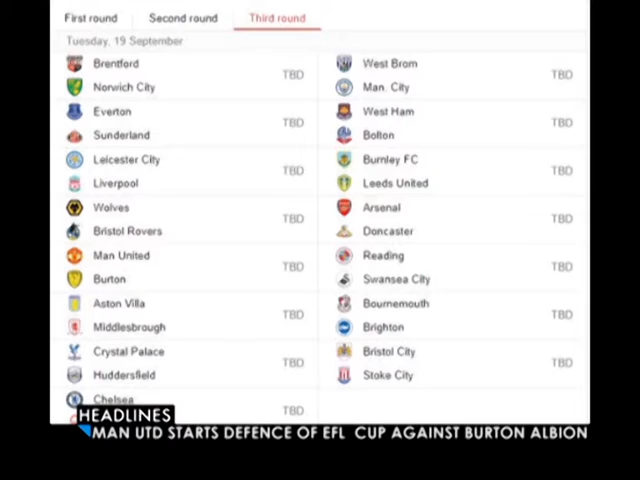 First round Second round Third round
Tuesday, 19 September
Brentford
Norwich City
TBD
Everton
Sunderland
TBD
Leicester City
Liverpool
TBD
Wolves
Bristol Rovers
TBD
Man United
Burton
TBD
Aston Villa
Middlesbrough
TBD
Crystal Palace
Huddersfield
TBD
Chelsea
TBD
West Brom
Man. City
TBD
West Ham
Bolton
TBD
Burnley FC
Leeds United
TBD
Arsenal
Doncaster
TBD
Reading
Swansea City
TBD
Bournemouth
Brighton
TBD
Bristol City
Stoke City
TBD
HEADLINES
MAN UTD STARTS DEFENCE OF EFL CUP AGAINST BURTON ALBION